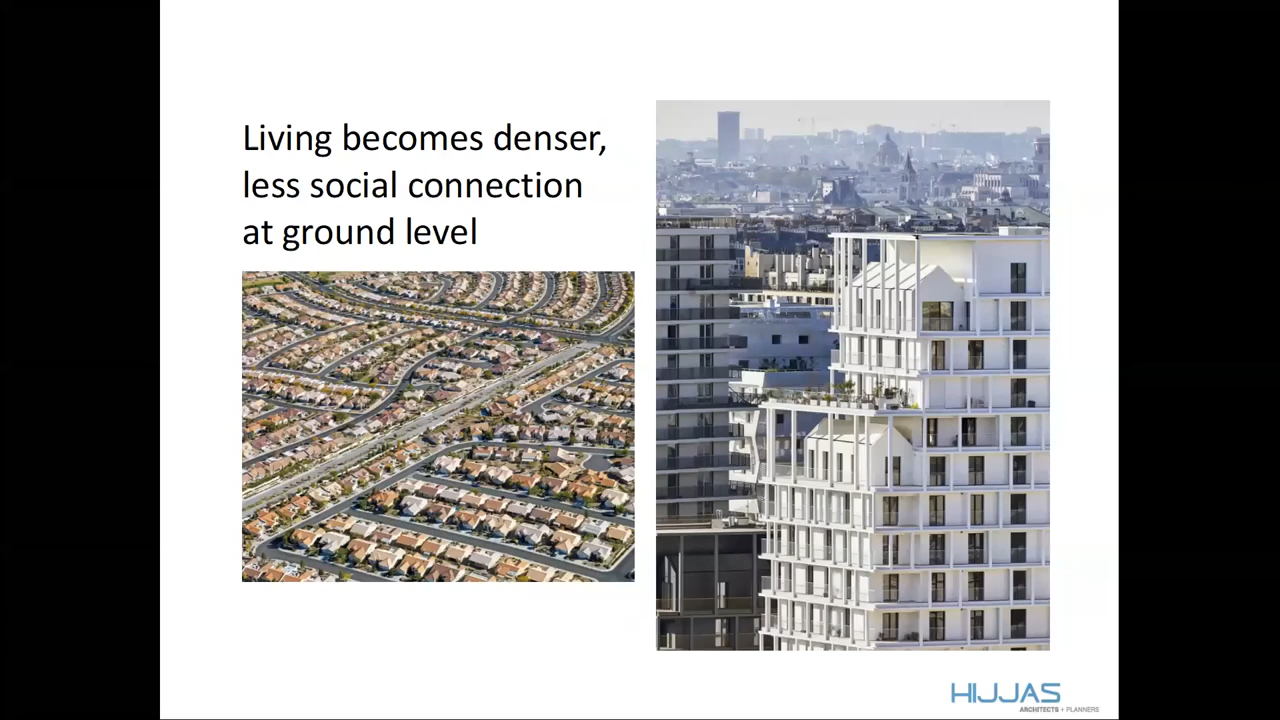 Living becomes denser,
less social connection
at ground level
HIJJAS
ARCHITECTS + PLANNERS